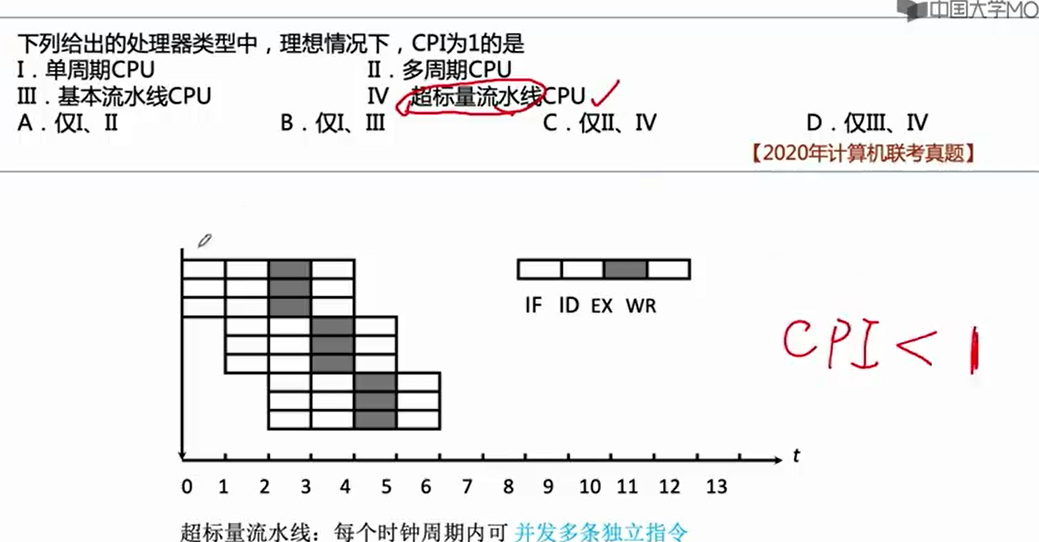 中国大学MO
下列给出的处理器类型中，理想情况下，CPI为1的是
I．单周期CPU II．多周期CPU
III．基本流水线CPU IV 超标量流水线CPU
A．仅I、II B．仅I、III C．仅II、IV D．仅III、IV
【2020年计算机联考真题】
IF ID EX WR
CPI < 1
t
0 1 2 3 4 5 6 7 8 9 10 11 12 13
超标量流水线：每个时钟周期内可 并发多条独立指令